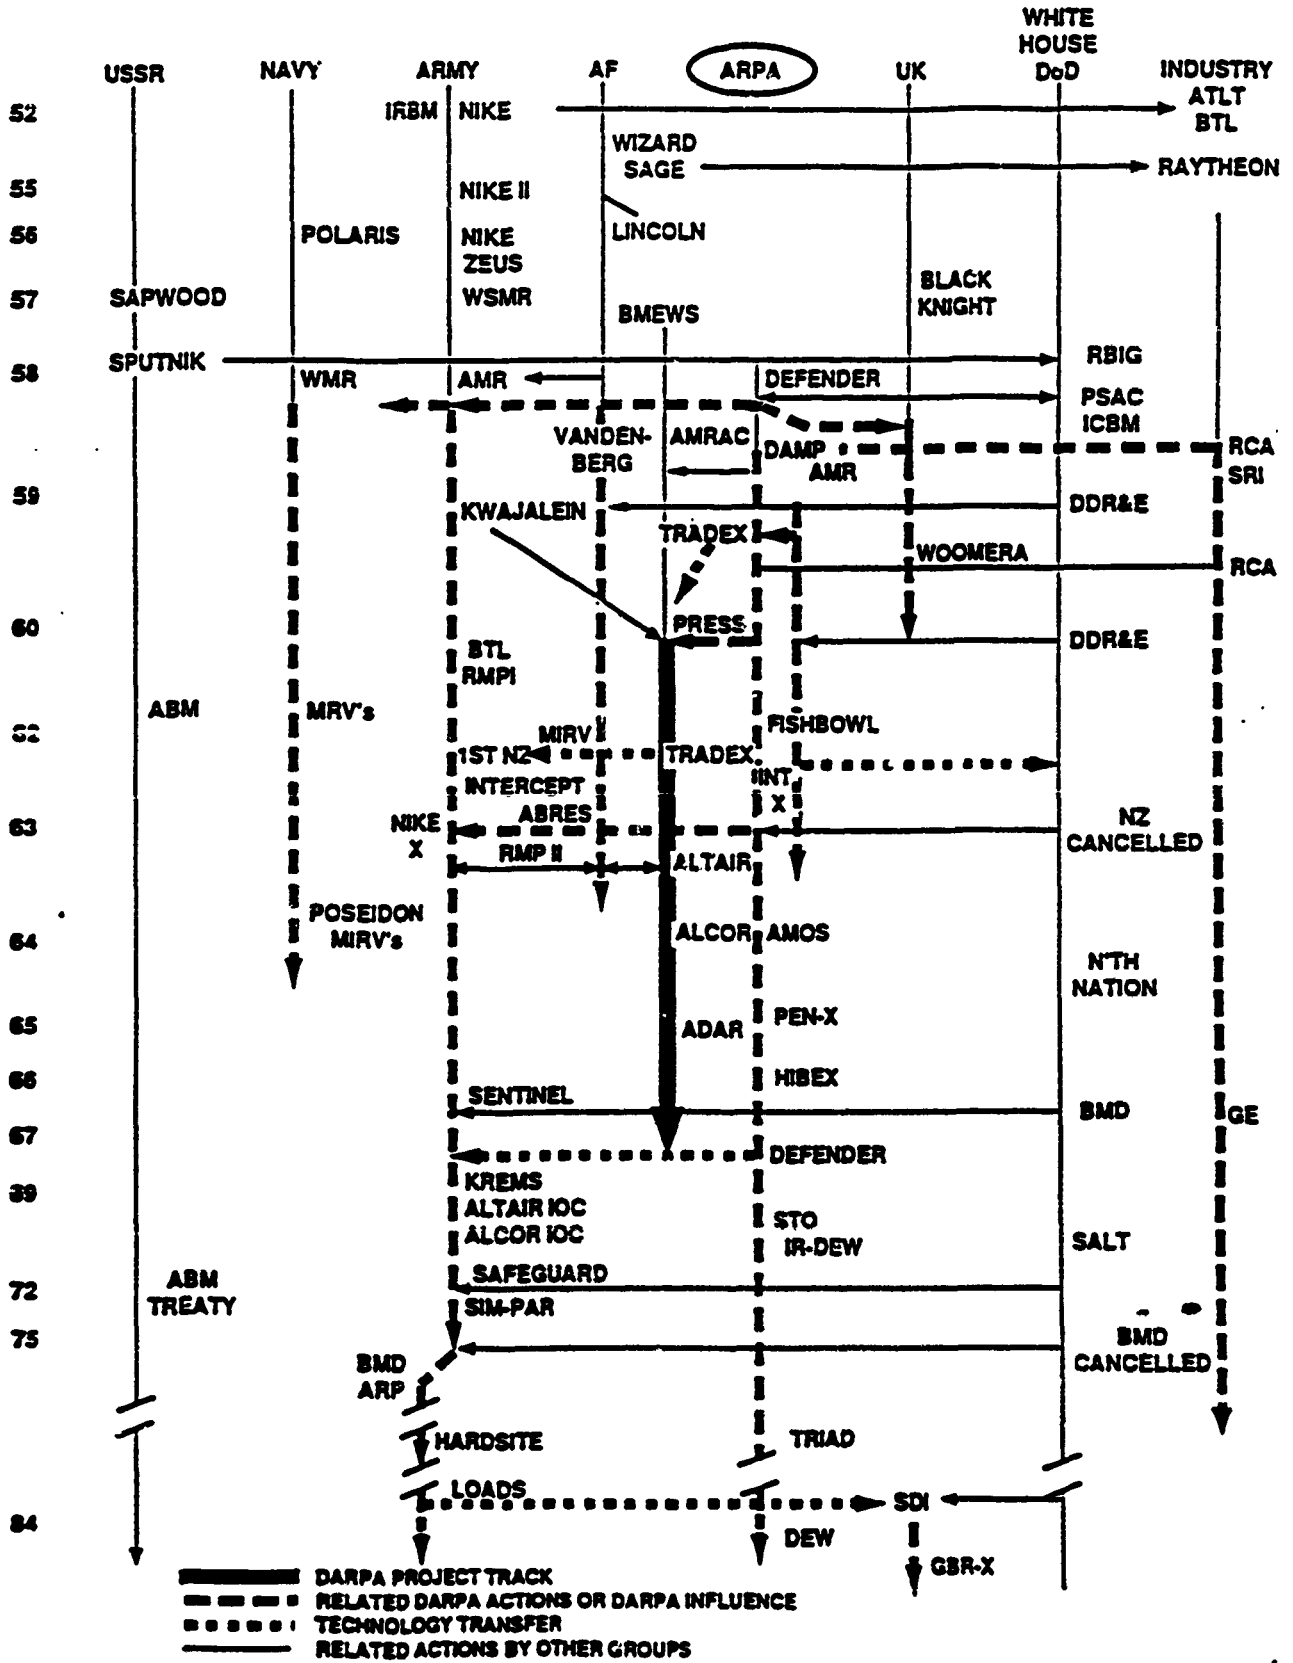 WHITE
HOUSE
USSR NAVY ARMY AF ARPA UK DoD INDUSTRY
ATLT
52 IRBM NIKE
BTL
WIZARD
SAGE RAYTHEON
55 NIKE II
56 POLARIS NIKE LINCOLN
ZEUS
BLACK
57 SAPWOOD WSMR KNIGHT
BMEWS
SPUTNIK RBIG
58 WMR AMR DEFENDER
PSAC
ICBM
VANDEN- AMRAC DAMP RCA
BERG AMR SRI
59 KWAJALEIN DDR&E
TRADEX
WOOMERA RCA
60 PRESS DDR&E
BTL
RMPI
ABM MRV's
FISHBOWL
MIRV
1ST NZ TRADEX
INTERCEPT INT
X
ABRES NZ
63 NIKE CANCELLED
X RMP II ALTAIR
POSEIDON
64 MIRV's ALCOR AMOS
N'TH
NATION
65 ADAR PEN-X
66 HIBEX
SENTINEL BMD GE
67 DEFENDER
KREMS
ALTAIR IOC
ALCOR IOC STO
IR-DEW SALT
SAFEGUARD
72 ABM
TREATY SIM-PAR
75 BMD
CANCELLED
BMD
ARP
HARDSITE TRIAD
LOADS SDI
84 DEW
GBR-X
DARPA PROJECT TRACK
RELATED DARPA ACTIONS OR DARPA INFLUENCE
TECHNOLOGY TRANSFER
RELATED ACTIONS BY OTHER GROUPS